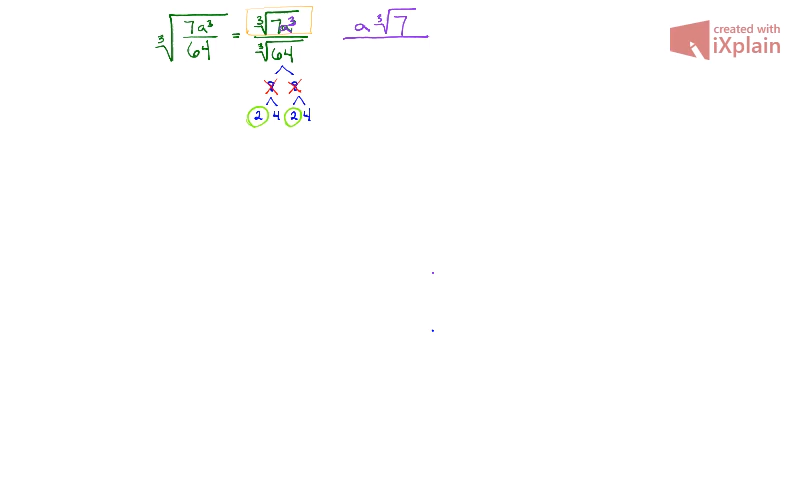 ∛(7a³/64) = ∛(7a³)/∛64 a∛7
8 8
2 4 2 4
created with
iXplain